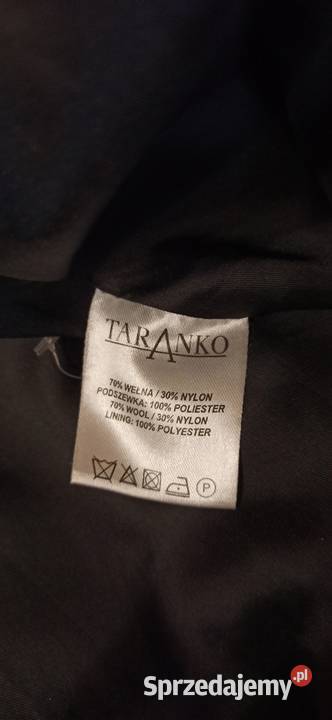 TARANKO
70% WEŁNA / 30% NYLON
PODSZEWKA: 100% POLIESTER
70% WOOL / 30% NYLON
LINING: 100% POLYESTER
P
Sprzedajemy.pl